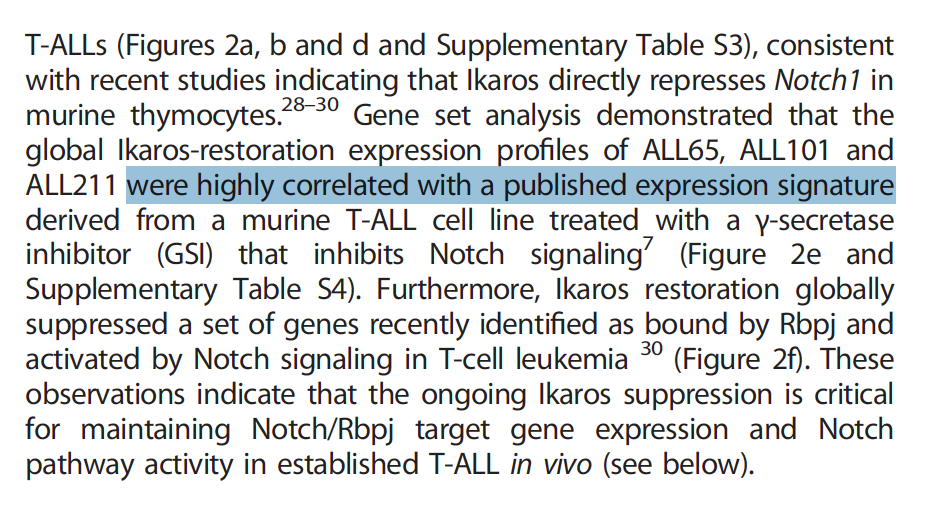 T-ALLs (Figures 2a, b and d and Supplementary Table S3), consistent
with recent studies indicating that Ikaros directly represses Notch1 in
murine thymocytes.28–30 Gene set analysis demonstrated that the
global Ikaros-restoration expression profiles of ALL65, ALL101 and
ALL211 were highly correlated with a published expression signature
derived from a murine T-ALL cell line treated with a γ-secretase
inhibitor (GSI) that inhibits Notch signaling7 (Figure 2e and
Supplementary Table S4). Furthermore, Ikaros restoration globally
suppressed a set of genes recently identified as bound by Rbpj and
activated by Notch signaling in T-cell leukemia 30 (Figure 2f). These
observations indicate that the ongoing Ikaros suppression is critical
for maintaining Notch/Rbpj target gene expression and Notch
pathway activity in established T-ALL in vivo (see below).